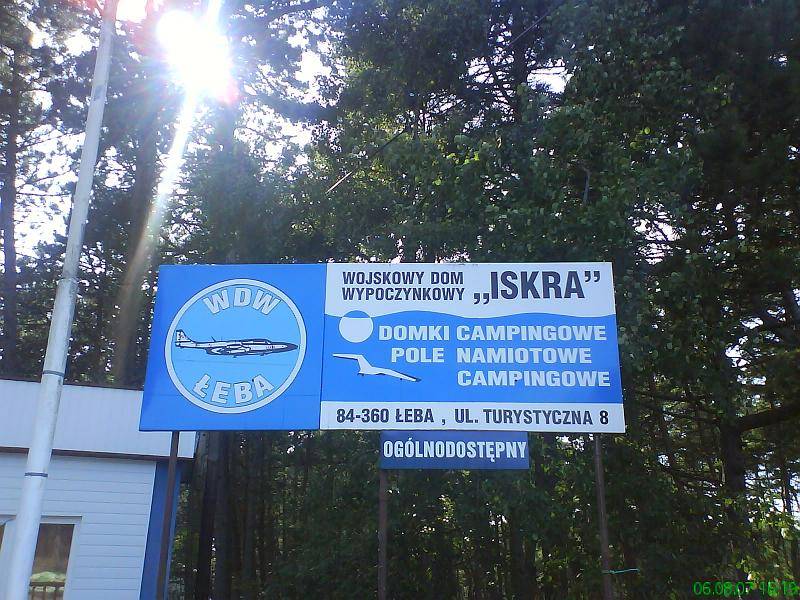 WDW
ŁEBA
WOJSKOWY DOM
WYPOCZYNKOWY „ISKRA”
DOMKI CAMPINGOWE
POLE NAMIOTOWE
CAMPINGOWE
84-360 ŁEBA , UL. TURYSTYCZNA 8
OGÓLNODOSTĘPNY